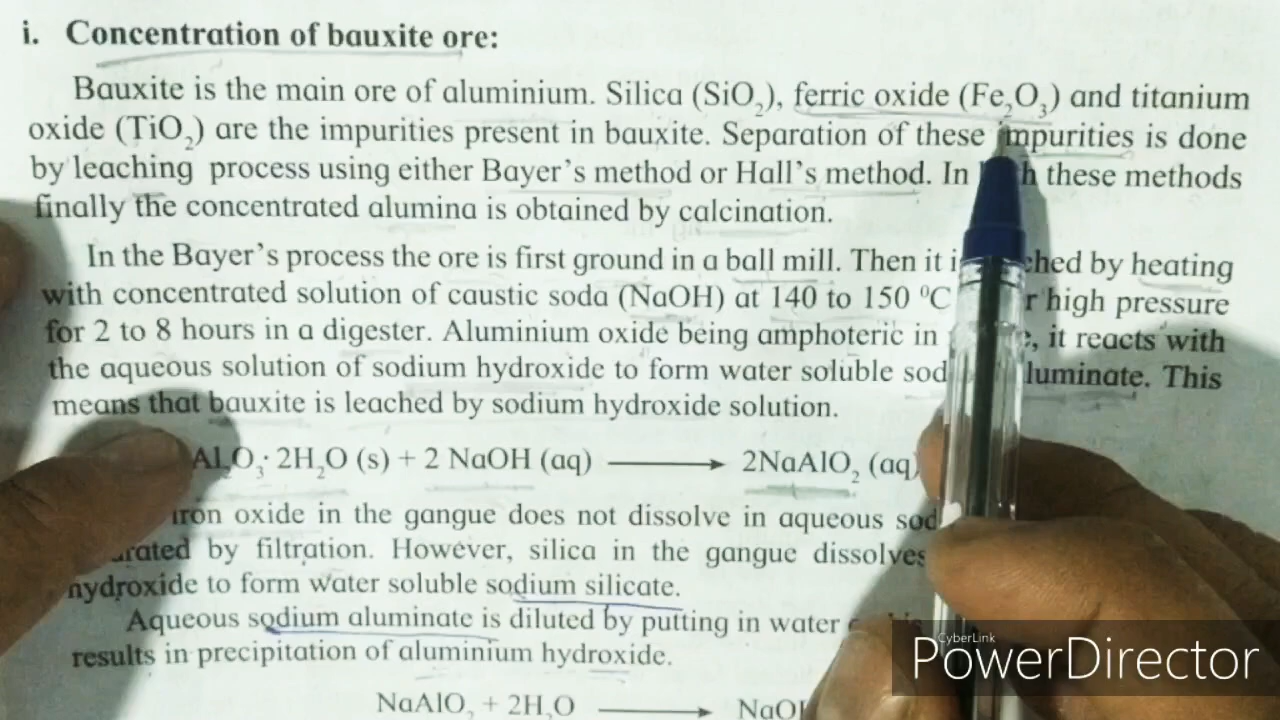 i. Concentration of bauxite ore:
Bauxite is the main ore of aluminium. Silica (SiO₂), ferric oxide (Fe₂O₃) and titanium
oxide (TiO₂) are the impurities present in bauxite. Separation of these impurities is done
by leaching process using either Bayer's method or Hall's method. In these methods
finally the concentrated alumina is obtained by calcination.
In the Bayer's process the ore is first ground in a ball mill. Then it by heating
with concentrated solution of caustic soda (NaOH) at 140 to 150 ⁰C high pressure
for 2 to 8 hours in a digester. Aluminium oxide being amphoteric in it reacts with
the aqueous solution of sodium hydroxide to form water soluble This
means that bauxite is leached by sodium hydroxide solution.
Al₂O₃· 2H₂O (s) + 2 NaOH (aq) ⟶ 2NaAlO₂ (aq)
iron oxide in the gangue does not dissolve in aqueous
by filtration. However, silica in the gangue dissolves
hydroxide to form water soluble sodium silicate.
Aqueous sodium aluminate is diluted by putting in water
results in precipitation of aluminium hydroxide.
NaAlO₂ + 2H₂O ⟶
CyberLink
PowerDirector